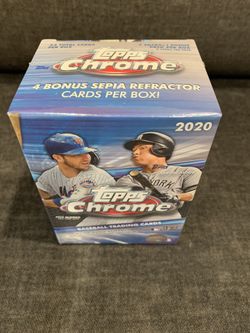 TOPPS
Chrome
4 BONUS SEPIA REFRACTOR
CARDS PER BOX!
2020
TOPPS
Chrome
BASEBALL TRADING CARDS